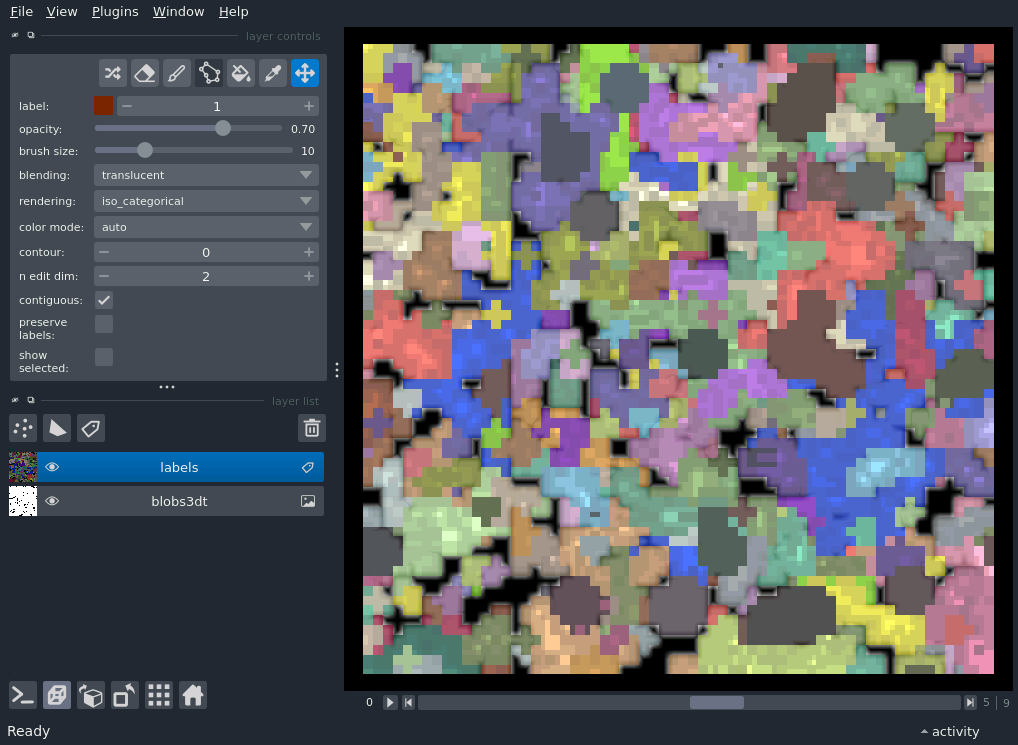 File View Plugins Window Help
layer controls
label: 1
opacity: 0.70
brush size: 10
blending: translucent
rendering: iso_categorical
color mode: auto
contour: 0
n edit dim: 2
contiguous:
preserve
labels:
show
selected:
layer list
labels
blobs3dt
0 5 | 9
Ready activity